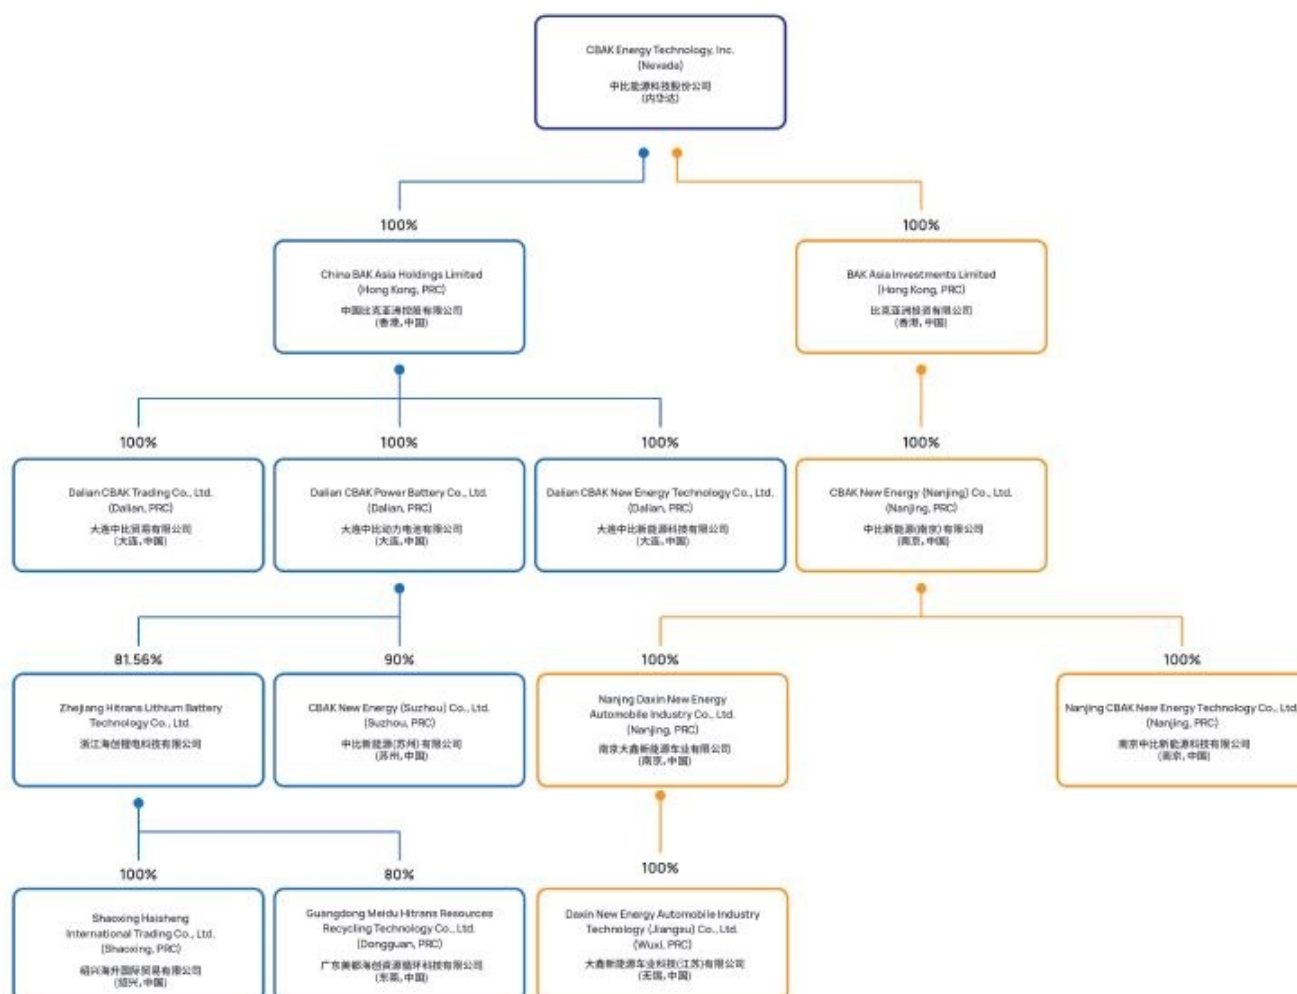 CBAK Energy Technology, Inc.
(Nevada)
中比能源科技股份公司
(内华达)
100%
100%
China BAK Asia Holdings Limited
(Hong Kong, PRC)
中国比克亚洲控股有限公司
(香港, 中国)
BAK Asia Investments Limited
(Hong Kong, PRC)
比克亚洲投资有限公司
(香港, 中国)
100%
100%
100%
100%
Dalian CBAK Trading Co., Ltd.
(Dalian, PRC)
大连中比贸易有限公司
(大连, 中国)
Dalian CBAK Power Battery Co., Ltd.
(Dalian, PRC)
大连中比动力电池有限公司
(大连, 中国)
Dalian CBAK New Energy Technology Co., Ltd.
(Dalian, PRC)
大连中比新能源科技有限公司
(大连, 中国)
CBAK New Energy (Nanjing) Co., Ltd.
(Nanjing, PRC)
中比新能源(南京)有限公司
(南京, 中国)
81.56%
90%
100%
100%
Zhejiang Hitrans Lithium Battery
Technology Co., Ltd.
浙江海创锂电科技有限公司
CBAK New Energy (Suzhou) Co., Ltd.
(Suzhou, PRC)
中比新能源(苏州)有限公司
(苏州, 中国)
Nanjng Daxin New Energy
Automobile Industry Co., Ltd.
(Nanjing, PRC)
南京大鑫新能源车业有限公司
(南京, 中国)
Nanjing CBAK New Energy Technology Co., Ltd
(Nanjing, PRC)
南京中比新能源科技有限公司
(南京, 中国)
100%
80%
100%
Shaoxing Haisheng
International Trading Co., Ltd.
(Shaoxing, PRC)
绍兴海升国际贸易有限公司
(绍兴, 中国)
Guangdong Meidu Hitrans Resources
Recycling Technology Co., Ltd.
(Dongguan, PRC)
广东美都海创资源循环科技有限公司
(东莞, 中国)
Daxin New Energy Automobile Industry
Technology (Jiangsu) Co., Ltd.
(Wuxi, PRC)
大鑫新能源车业科技(江苏)有限公司
(无锡, 中国)